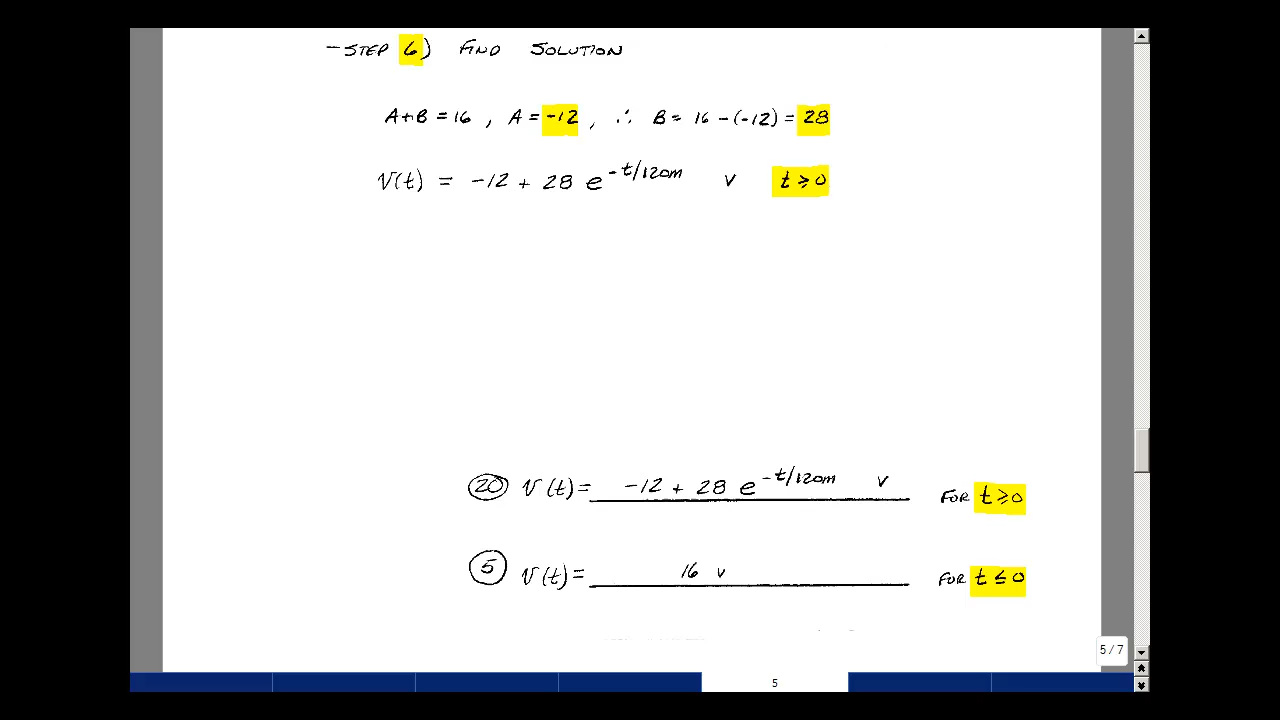 -STEP 6) FIND SOLUTION
A+B = 16 , A = -12 , ∴ B = 16 - (-12) = 28
V(t) = -12 + 28 e^-t/120m V t ≥ 0
20 V(t) = -12 + 28 e^-t/120m V FOR t ≥ 0
5 V(t) = 16 V FOR t ≤ 0
5 / 7
5